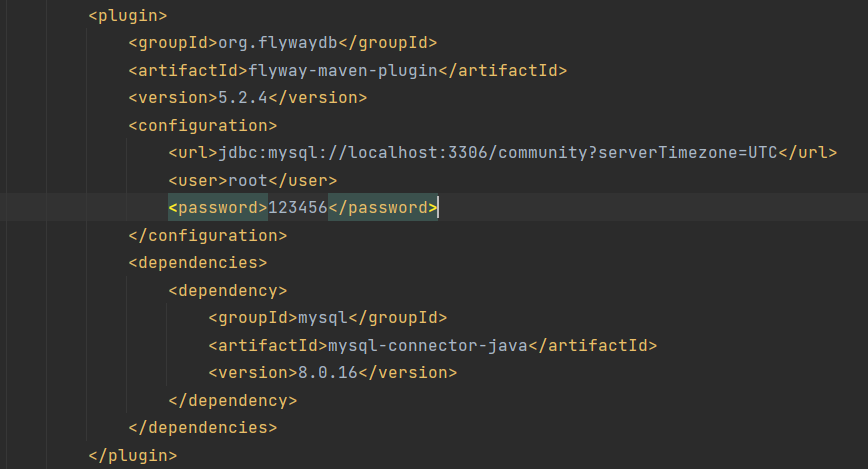 <plugin>
<groupId>org.flywaydb</groupId>
<artifactId>flyway-maven-plugin</artifactId>
<version>5.2.4</version>
<configuration>
<url>jdbc:mysql://localhost:3306/community?serverTimezone=UTC</url>
<user>root</user>
<password>123456</password>
</configuration>
<dependencies>
<dependency>
<groupId>mysql</groupId>
<artifactId>mysql-connector-java</artifactId>
<version>8.0.16</version>
</dependency>
</dependencies>
</plugin>